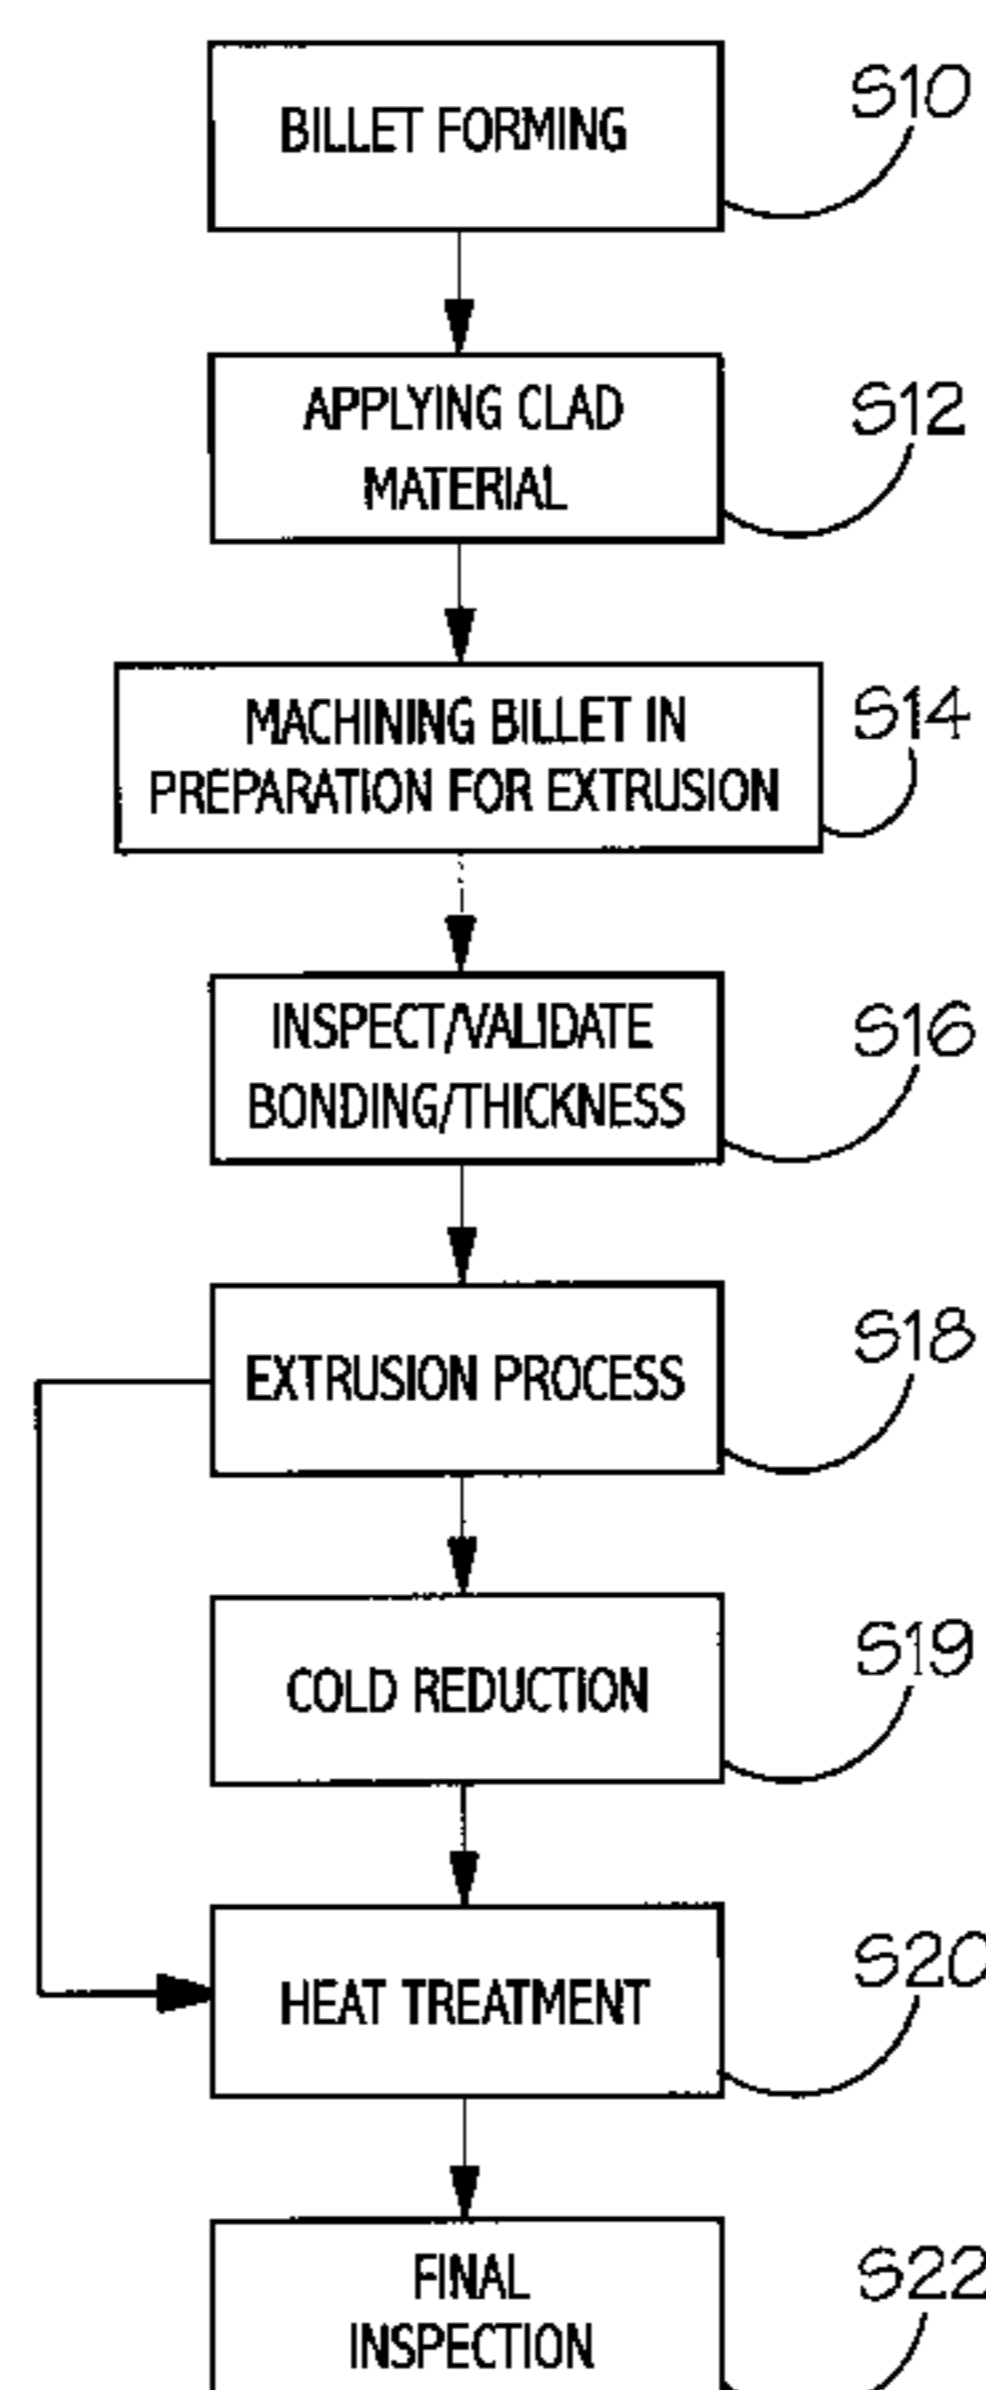 BILLET FORMING
S10
APPLYING CLAD
MATERIAL
S12
MACHINING BILLET IN
PREPARATION FOR EXTRUSION
S14
INSPECT/VALIDATE
BONDING/THICKNESS
S16
EXTRUSION PROCESS
S18
COLD REDUCTION
S19
HEAT TREATMENT
S20
FINAL
INSPECTION
S22